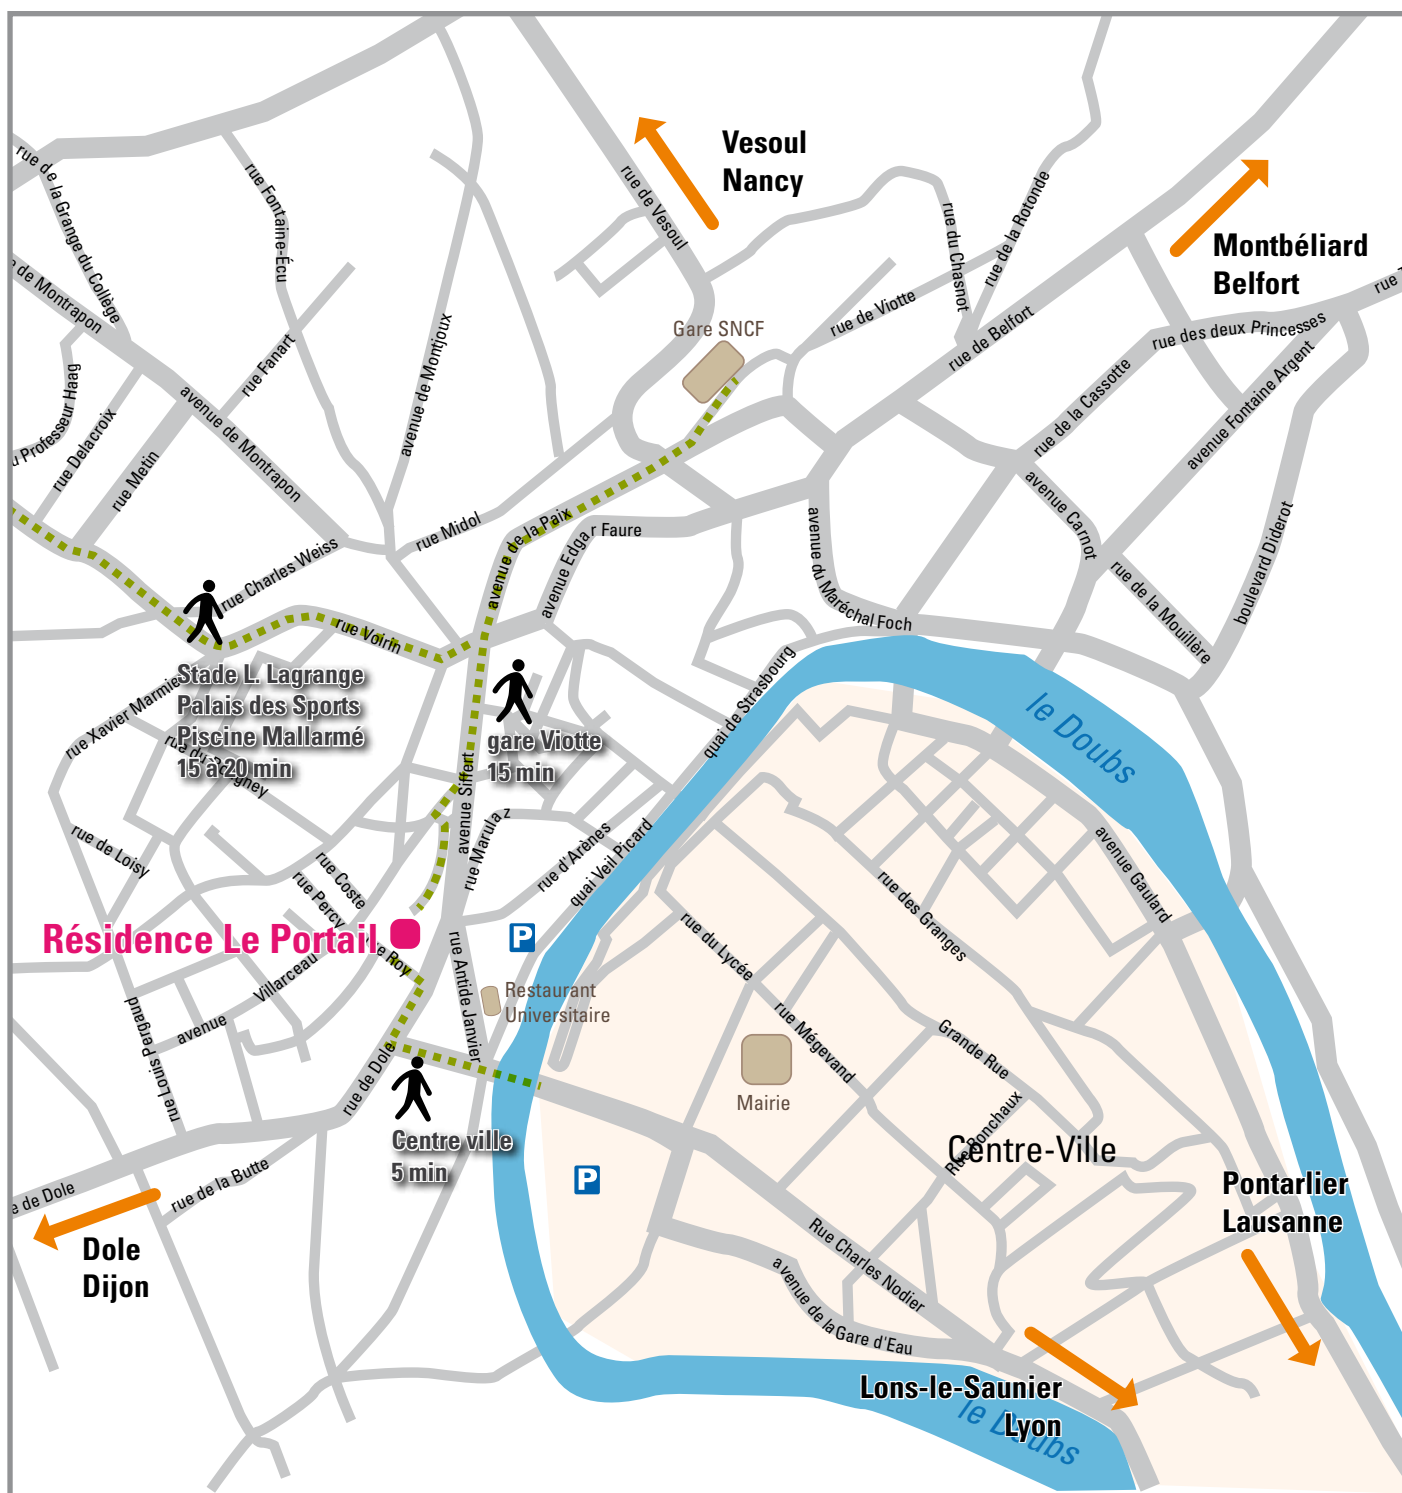 Vesoul
Nancy
Montbéliard
Belfort
rue de la Grange du Collège
rue Fontaine-Écu
rue de Vesoul
rue du Chasnot
rue de la Rotonde
e de Montrapon
Gare SNCF
rue de Viotte
rue de Belfort
rue des deux Princesses
rue
rue Fanart
avenue de Montjoux
avenue de Montrapon
u Professeur Haag
rue Delacroix
rue Metin
rue de la Cassotte
avenue Fontaine Argent
avenue Carnot
boulevard Diderot
rue Midol
avenue de la Paix
avenue Edgar Faure
avenue du Maréchal Foch
rue de la Mouillère
rue Charles Weiss
rue Voirin
Stade L. Lagrange
Palais des Sports
Piscine Mallarmé
15 à 20 min
rue Xavier Marmier
gare Viotte
15 min
quai de Strasbourg
le Doubs
avenue Siffert
rue Marulaz
rue d'Arènes
quai Veil Picard
rue de Loisy
rue Coste
rue Percy
avenue Gaulard
rue des Granges
rue du Lycée
Résidence Le Portail
Roy
P
avenue Villarceau
rue Antide Janvier
Restaurant
Universitaire
rue Louis Pergaud
rue de Dole
rue Mégevand
Grande Rue
Mairie
Rue Ronchaux
Centre-Ville
Centre ville
5 min
P
rue de la Butte
e de Dole
Dole
Dijon
Pontarlier
Lausanne
Rue Charles Nodier
avenue de la Gare d'Eau
Lons-le-Saunier
Lyon
le Doubs